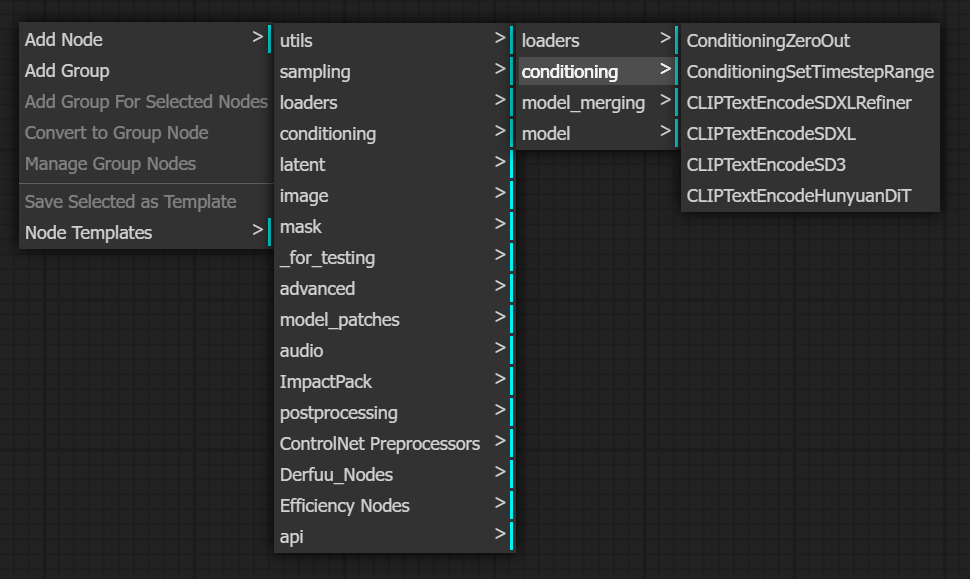 Add Node >
Add Group
Add Group For Selected Nodes
Convert to Group Node
Manage Group Nodes
Save Selected as Template
Node Templates >
utils >
sampling >
loaders >
conditioning >
latent >
image >
mask >
_for_testing >
advanced >
model_patches >
audio >
ImpactPack >
postprocessing >
ControlNet Preprocessors >
Derfuu_Nodes >
Efficiency Nodes >
api >
loaders >
conditioning >
model_merging >
model >
ConditioningZeroOut
ConditioningSetTimestepRange
CLIPTextEncodeSDXLRefiner
CLIPTextEncodeSDXL
CLIPTextEncodeSD3
CLIPTextEncodeHunyuanDiT